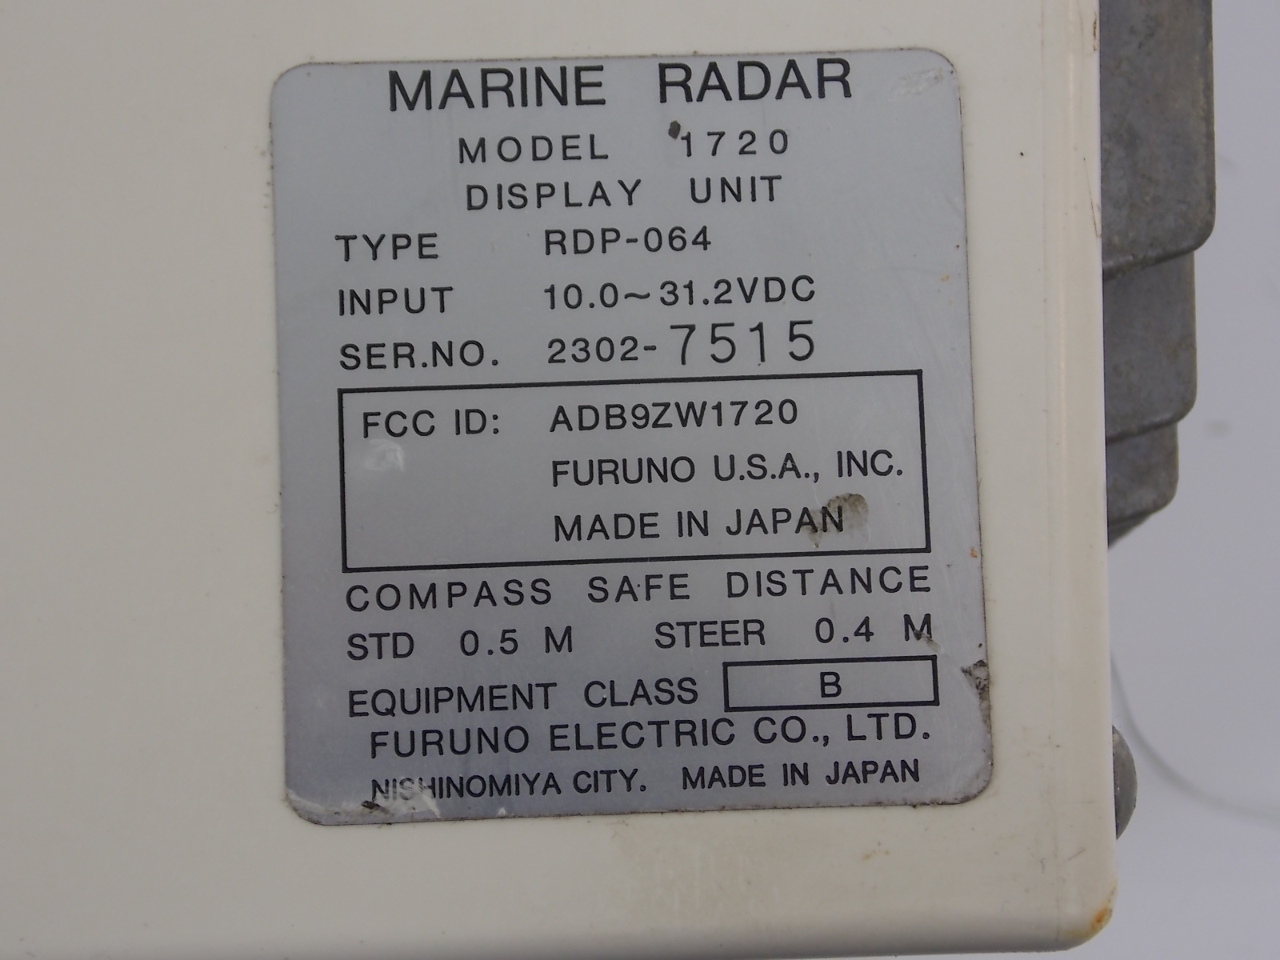 MARINE RADAR
MODEL 1720
DISPLAY UNIT
TYPE RDP-064
INPUT 10.0~31.2VDC
SER.NO. 2302-7515
FCC ID: ADB9ZW1720
FURUNO U.S.A., INC.
MADE IN JAPAN
COMPASS SAFE DISTANCE
STD 0.5 M STEER 0.4 M
EQUIPMENT CLASS B
FURUNO ELECTRIC CO., LTD.
NISHINOMIYA CITY. MADE IN JAPAN